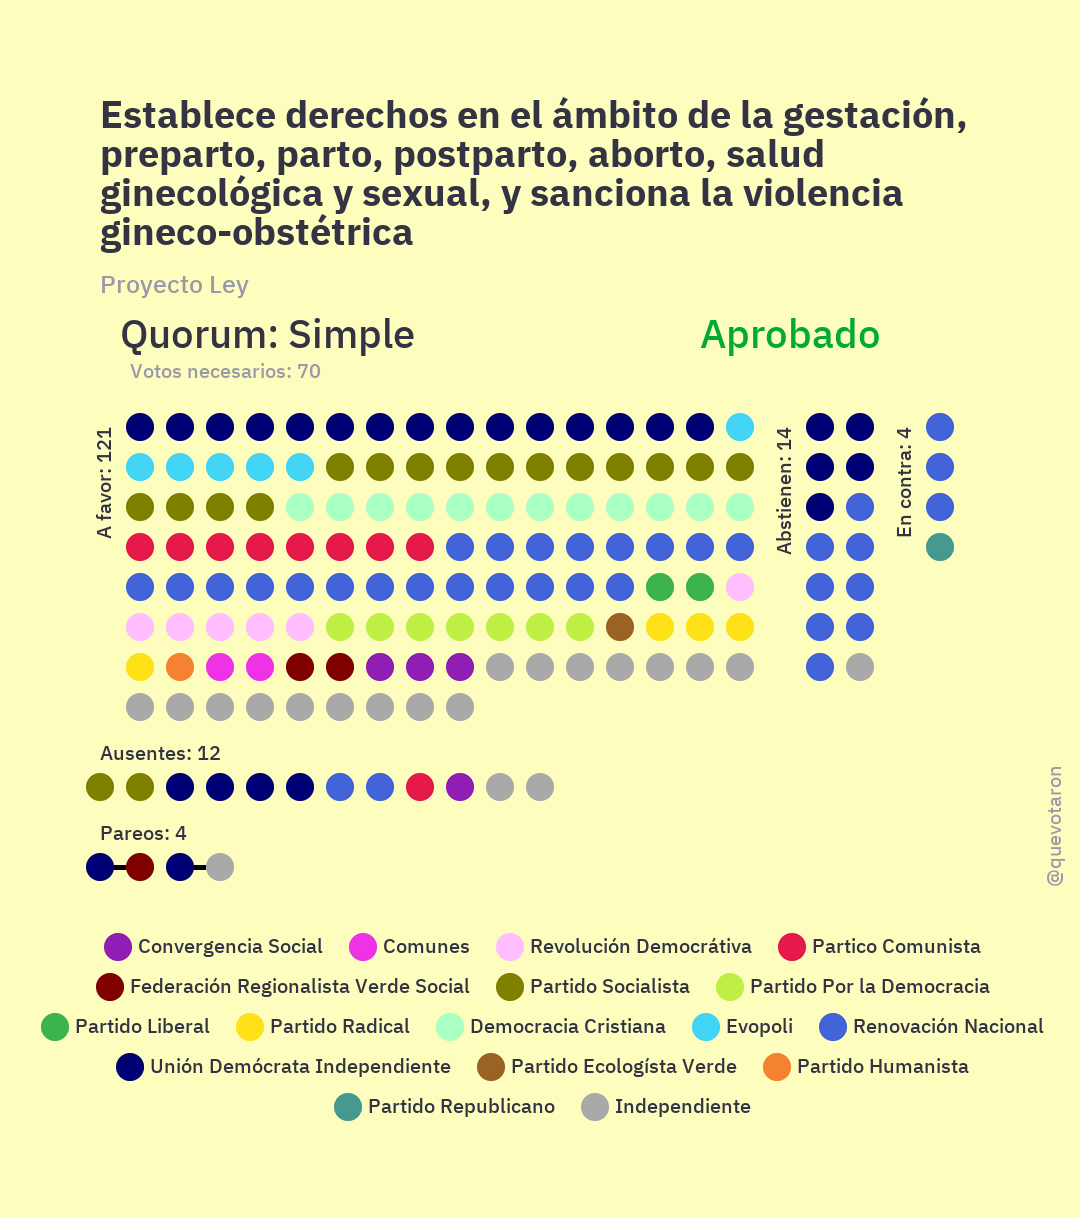 Establece derechos en el ámbito de la gestación,
preparto, parto, postparto, aborto, salud
ginecológica y sexual, y sanciona la violencia
gineco-obstétrica
Proyecto Ley
Quorum: Simple
Aprobado
Votos necesarios: 70
A favor: 121
Abstienen: 14
En contra: 4
Ausentes: 12
Pareos: 4
@quevotaron
Convergencia Social
Comunes
Revolución Demócrátiva
Partico Comunista
Federación Regionalista Verde Social
Partido Socialista
Partido Por la Democracia
Partido Liberal
Partido Radical
Democracia Cristiana
Evopoli
Renovación Nacional
Unión Demócrata Independiente
Partido Ecologísta Verde
Partido Humanista
Partido Republicano
Independiente